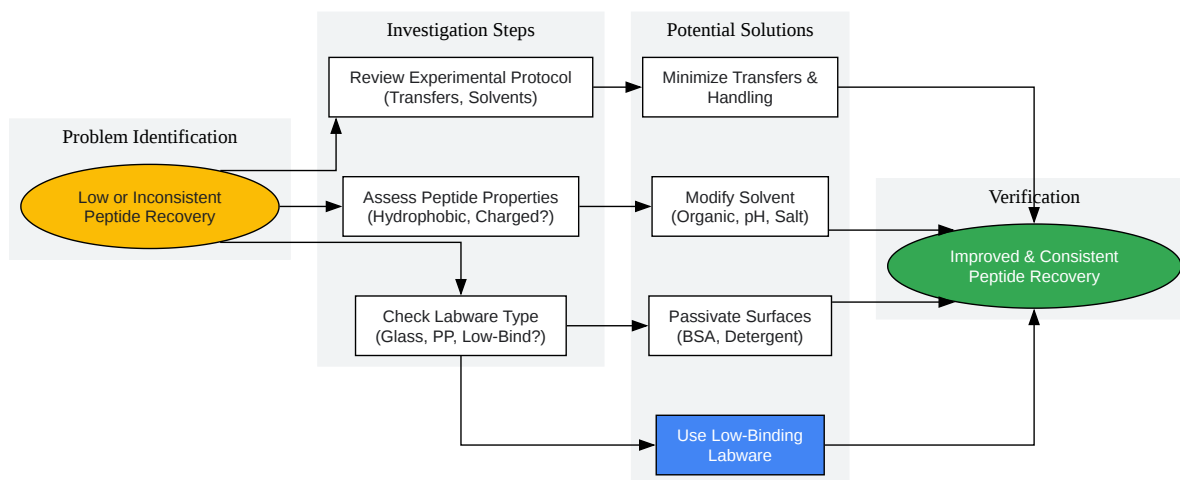 Problem Identification
Low or Inconsistent
Peptide Recovery
Investigation Steps
Review Experimental Protocol
(Transfers, Solvents)
Assess Peptide Properties
(Hydrophobic, Charged?)
Check Labware Type
(Glass, PP, Low-Bind?)
Potential Solutions
Minimize Transfers &
Handling
Modify Solvent
(Organic, pH, Salt)
Passivate Surfaces
(BSA, Detergent)
Use Low-Binding
Labware
Verification
Improved & Consistent
Peptide Recovery